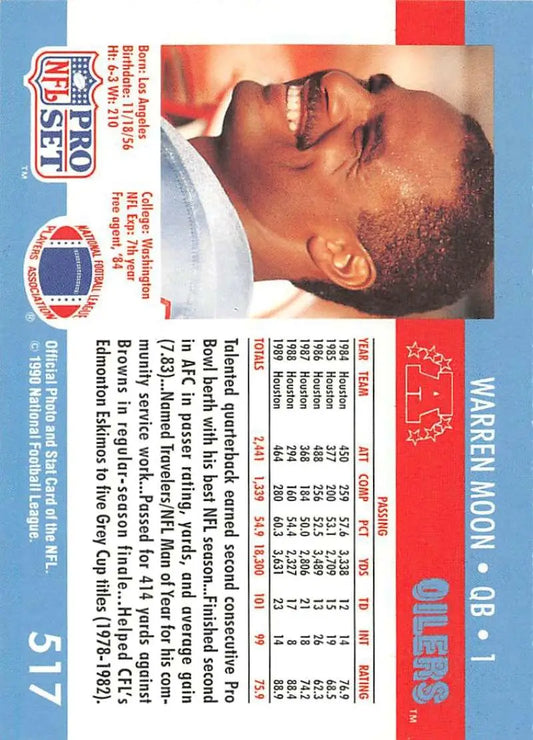 WARREN MOON • QB • 1
A
OILERS™
PASSING
YEAR TEAM ATT COMP PCT YDS TD INT RATING
1984 Houston 450 259 57.6 3,338 12 14 76.9
1985 Houston 377 200 53.1 2,709 15 19 68.5
1986 Houston 488 256 52.5 3,489 13 26 62.3
1987 Houston 368 184 50.0 2,806 21 18 74.2
1988 Houston 294 160 54.4 2,327 17 8 88.4
1989 Houston 464 280 60.3 3,631 23 14 88.9
TOTALS 2,441 1,339 54.9 18,300 101 99 75.9
Talented quarterback earned second consecutive Pro
Bowl berth with his best NFL season...Finished second
in AFC in passer rating, yards, and average gain
(7.83)...Named Travelers/NFL Man of Year for his com-
munity service work...Passed for 414 yards against
Browns in regular-season finale...Helped CFL's
Edmonton Eskimos to five Grey Cup titles (1978-1982).
Born: Los Angeles
Birthdate: 11/18/56
Ht: 6-3 Wt: 210
College: Washington
NFL Exp: 7th year
Free agent, '84
PRO
NFL
SET
™
NATIONAL FOOTBALL LEAGUE
PLAYERS ASSOCIATION
®
Official Photo and Stat Card of the NFL.
© 1990 National Football League.
517